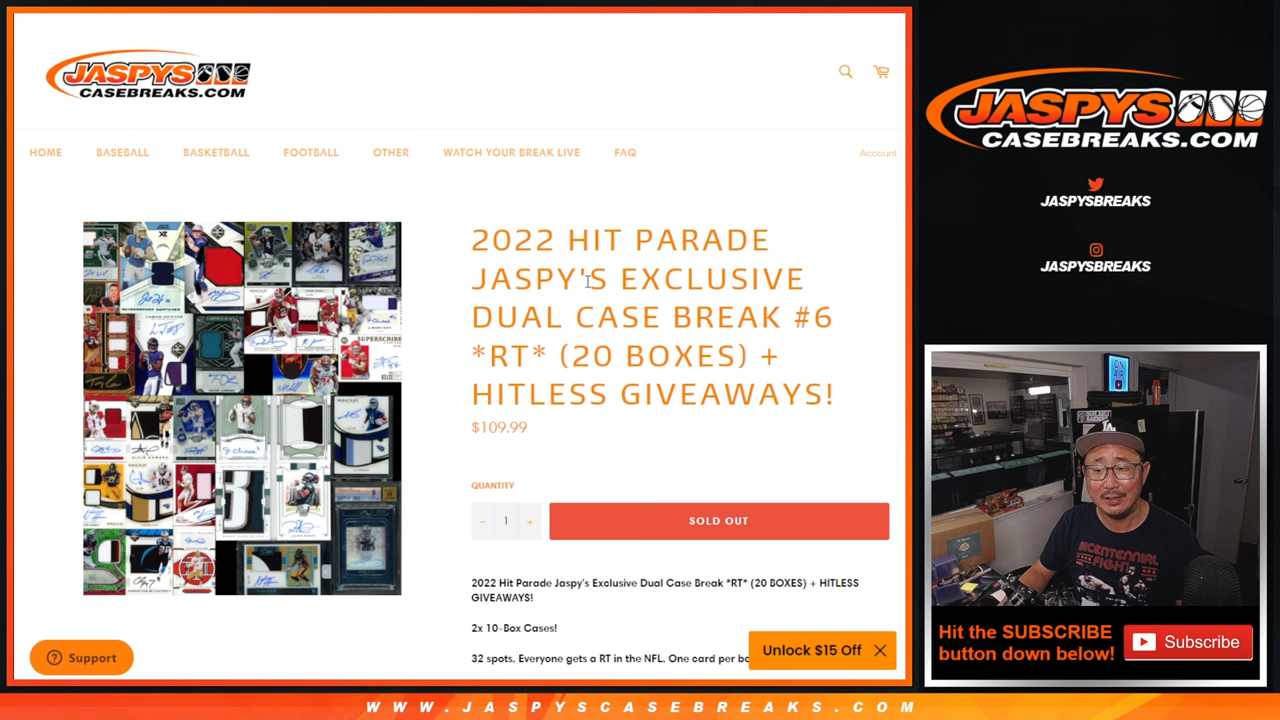 JASPYS
CASEBREAKS.COM
HOME BASEBALL BASKETBALL FOOTBALL OTHER WATCH YOUR BREAK LIVE FAQ Account
2022 HIT PARADE
JASPY'S EXCLUSIVE
DUAL CASE BREAK #6
*RT* (20 BOXES) +
HITLESS GIVEAWAYS!
$109.99
QUANTITY
− 1 +
SOLD OUT
2022 Hit Parade Jaspy's Exclusive Dual Case Break *RT* (20 BOXES) + HITLESS
GIVEAWAYS!
2x 10-Box Cases!
32 spots. Everyone gets a RT in the NFL. One card per bo
Support
Unlock $15 Off
JASPYS
CASEBREAKS.COM
JASPYSBREAKS
JASPYSBREAKS
ON
AIR
BICENTENNIAL
FIGHT
Hit the SUBSCRIBE
button down below!
Subscribe
WWW.JASPYSCASEBREAKS.COM